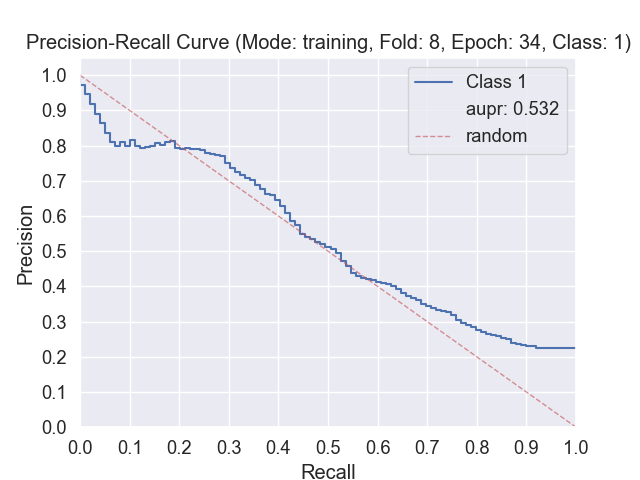 Precision-Recall Curve (Mode: training, Fold: 8, Epoch: 34, Class: 1)
Class 1
aupr: 0.532
random
1.0
0.9
0.8
0.7
0.6
0.5
0.4
0.3
0.2
0.1
0.0
Precision
0.0 0.1 0.2 0.3 0.4 0.5 0.6 0.7 0.8 0.9 1.0
Recall